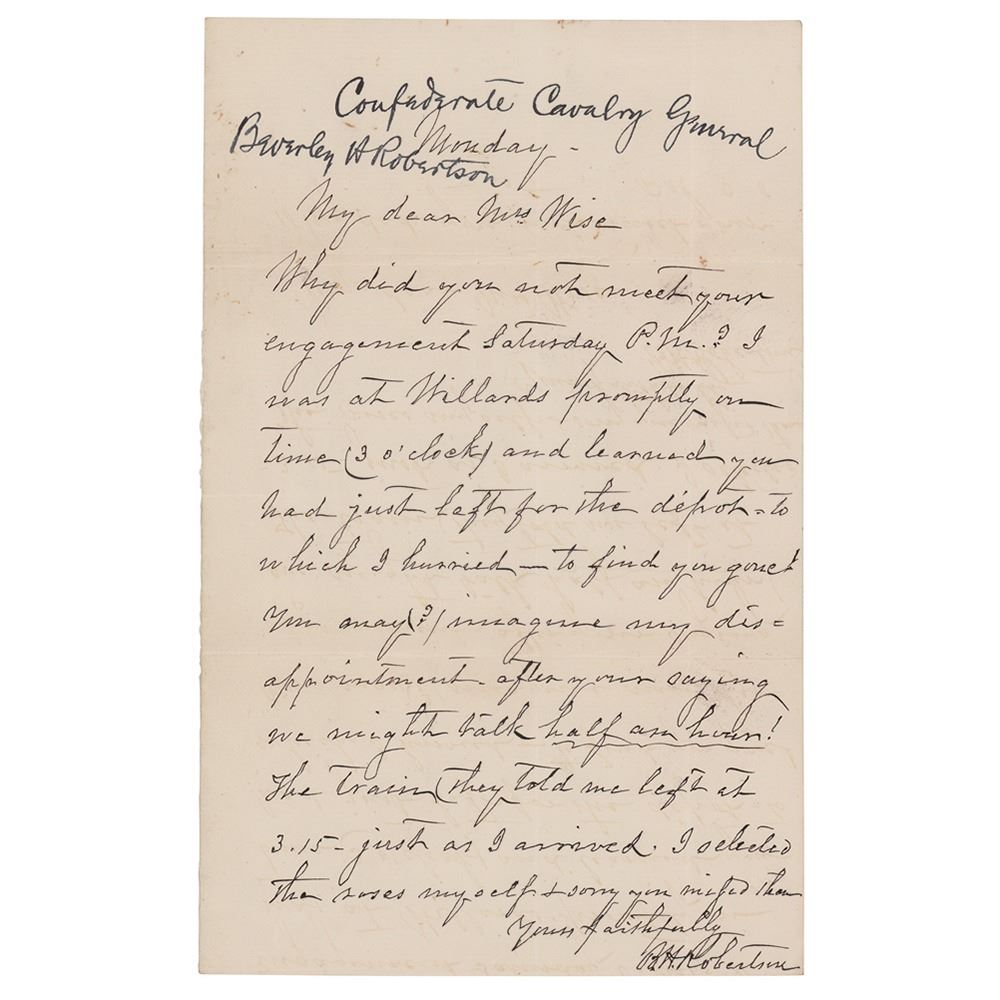 Confederate Cavalry General
Beverley H Robertson
Monday -
My dear Mrs Wise
Why did you not meet your
engagement Saturday P.M.? I
was at Willards promptly on
time (3 o'clock) and learned you
had just left for the dépot - to
which I hurried — to find you gone!
You may (?) imagine my dis=
appointment - after your saying
we might talk half an hour!
The train (they told me left at
3.15 - just as I arrived. I selected
the roses myself & sorry you missed them
Yours faithfully
B.H. Robertson